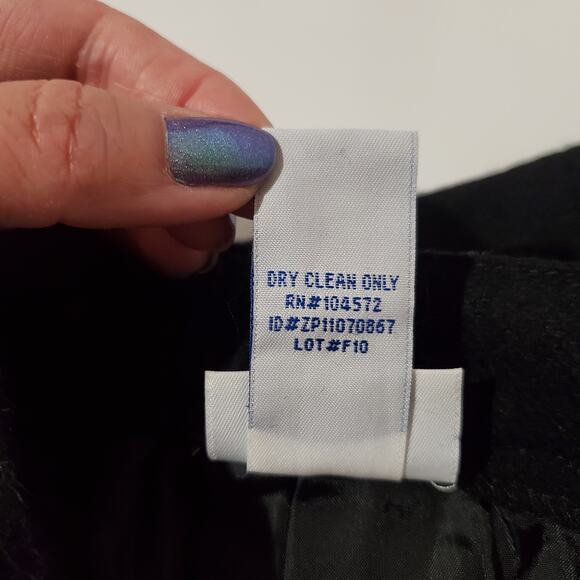 DRY CLEAN ONLY
RN#104572
ID#ZP11070867
LOT#F10